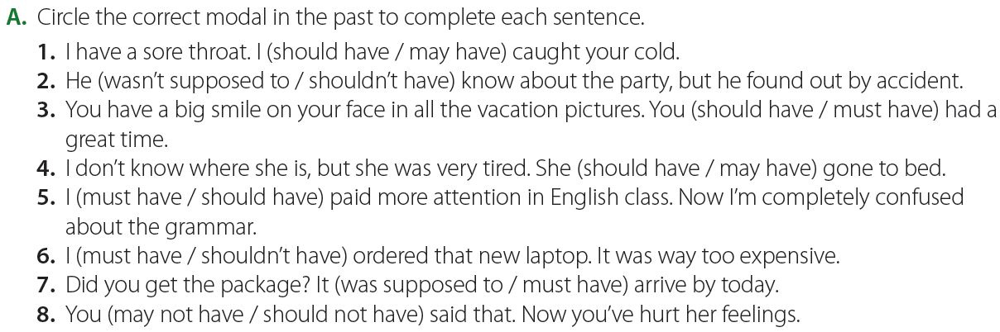 A. Circle the correct modal in the past to complete each sentence.
1. I have a sore throat. I (should have / may have) caught your cold.
2. He (wasn’t supposed to / shouldn’t have) know about the party, but he found out by accident.
3. You have a big smile on your face in all the vacation pictures. You (should have / must have) had a
great time.
4. I don’t know where she is, but she was very tired. She (should have / may have) gone to bed.
5. I (must have / should have) paid more attention in English class. Now I’m completely confused
about the grammar.
6. I (must have / shouldn’t have) ordered that new laptop. It was way too expensive.
7. Did you get the package? It (was supposed to / must have) arrive by today.
8. You (may not have / should not have) said that. Now you’ve hurt her feelings.